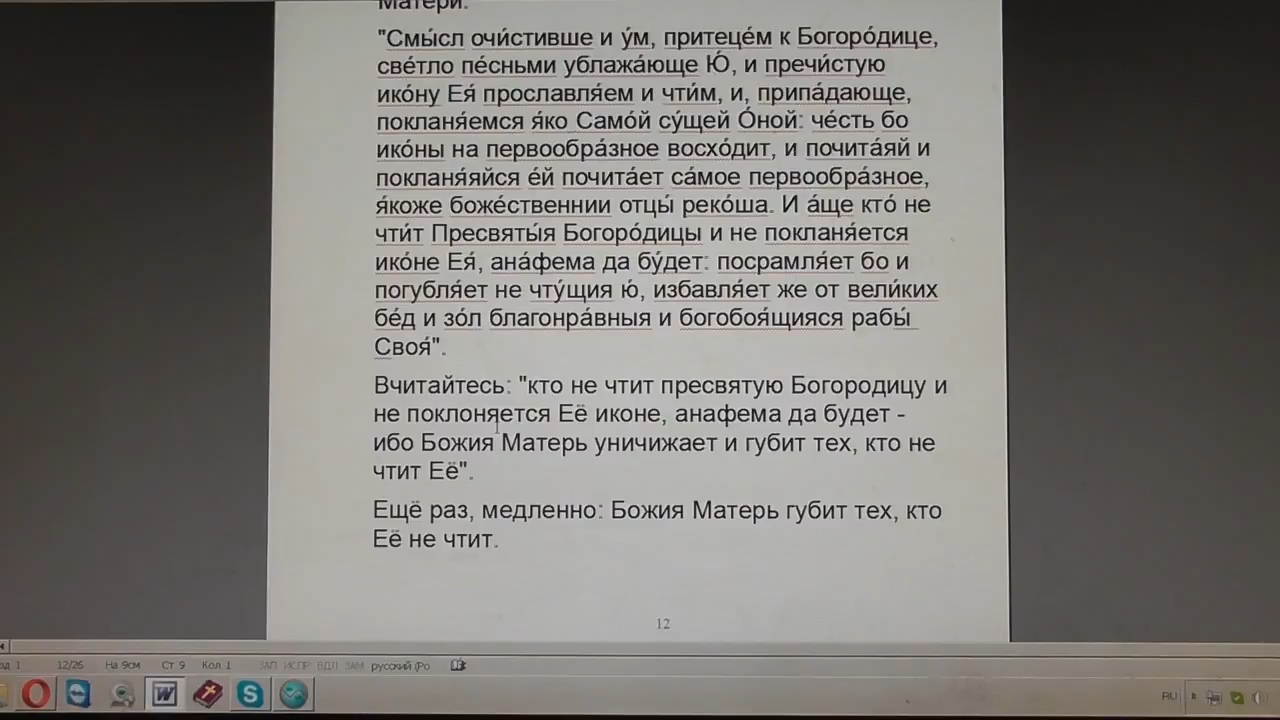 Матери.
"Смы́сл очи́стивше и у́м, притеце́м к Богоро́дице,
све́тло пе́сньми ублажа́юще Ю́, и пречи́стую
ико́ну Ея́ прославля́ем и чти́м, и, припа́дающе,
покланя́емся я́ко Само́й су́щей О́ной: че́сть бо
ико́ны на первообра́зное восхо́дит, и почита́яй и
покланя́яйся е́й почита́ет са́мое первообра́зное,
я́коже боже́ственнии отцы́ реко́ша. И а́ще кто́ не
чти́т Пресвяты́я Богоро́дицы и не покланя́ется
ико́не Ея́, ана́фема да бу́дет: посрамля́ет бо и
погубля́ет не чту́щия ю́, избавля́ет же от вели́ких
бе́д и зо́л благонра́вныя и богобоя́щияся рабы́
Своя́".
Вчитайтесь: "кто не чтит пресвятую Богородицу и
не поклоняется Её иконе, анафема да будет -
ибо Божия Матерь уничижает и губит тех, кто не
чтит Её".
Ещё раз, медленно: Божия Матерь губит тех, кто
Её не чтит.
12
зд 1 12/26 На 9см Ст 9 Кол 1 ЗАП ИСПР ВДЛ ЗАМ русский (Ро
RU